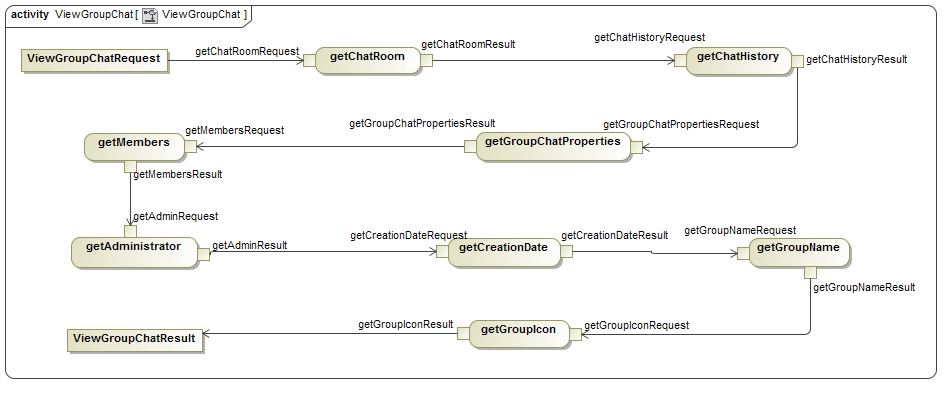 activity ViewGroupChat[ ViewGroupChat ]
getChatRoomRequest
getChatRoomResult
getChatHistoryRequest
ViewGroupChatRequest
getChatRoom
getChatHistory
getChatHistoryResult
getMembersRequest
getGroupChatPropertiesResult
getGroupChatPropertiesRequest
getMembers
getGroupChatProperties
getMembersResult
getAdminRequest
getAdministrator
getAdminResult
getCreationDateRequest
getCreationDate
getCreationDateResult
getGroupNameRequest
getGroupName
getGroupNameResult
getGroupIconResult
getGroupIcon
getGroupIconRequest
ViewGroupChatResult